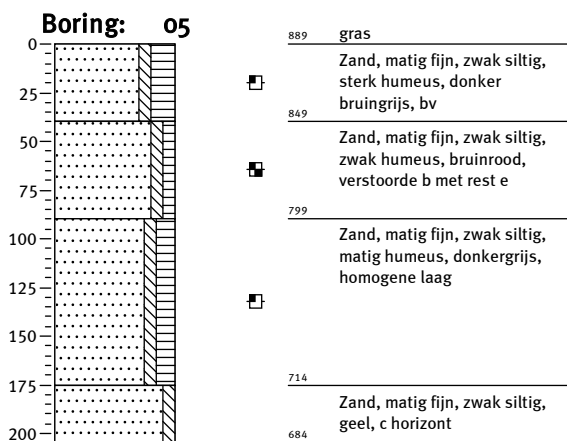 Boring: 05
0
25
50
75
100
125
150
175
200
889 gras
Zand, matig fijn, zwak siltig,
sterk humeus, donker
bruingrijs, bv
849
Zand, matig fijn, zwak siltig,
zwak humeus, bruinrood,
verstoorde b met rest e
799
Zand, matig fijn, zwak siltig,
matig humeus, donkergrijs,
homogene laag
714
Zand, matig fijn, zwak siltig,
geel, c horizont
684